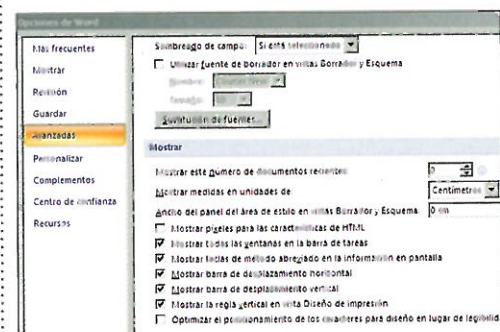 Opciones de Word
Más frecuentes
Mostrar
Revisión
Guardar
Avanzadas
Personalizar
Complementos
Centro de confianza
Recursos
Sombreado de campo: Si está seleccionado
Utilizar fuente de borrador en vistas Borrador y Esquema
Nombre: Courier New
Tamaño: 10
Sustitución de fuentes...
Mostrar
Mostrar este número de documentos recientes:
Mostrar medidas en unidades de: Centímetros
Ancho del panel del área de estilo en vistas Borrador y Esquema: 0 cm
Mostrar píxeles para las características de HTML
Mostrar todas las ventanas en la barra de tareas
Mostrar teclas de método abreviado en la información en pantalla
Mostrar barra de desplazamiento horizontal
Mostrar barra de desplazamiento vertical
Mostrar la regla vertical en vista Diseño de impresión
Optimizar el posicionamiento de los caracteres para diseño en lugar de legibilid